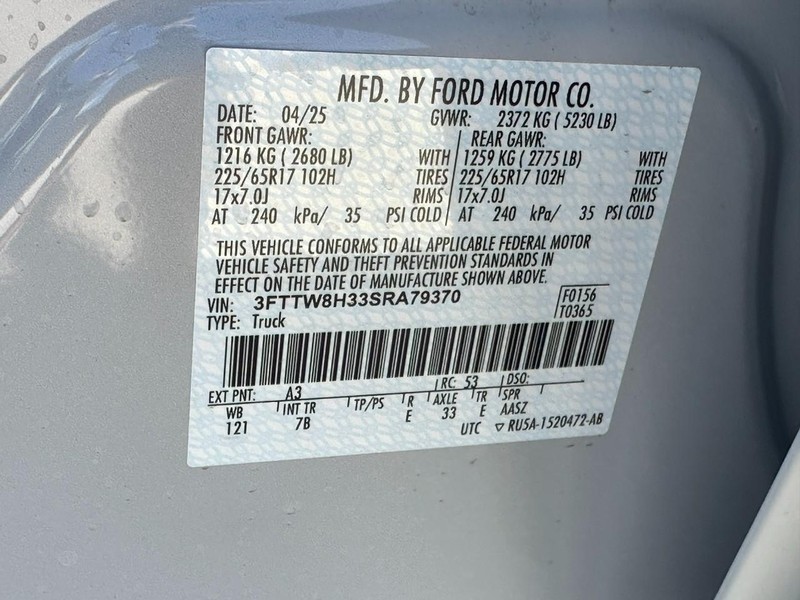 MFD. BY FORD MOTOR CO.
DATE: 04/25 GVWR: 2372 KG ( 5230 LB)
FRONT GAWR: REAR GAWR:
1216 KG ( 2680 LB) WITH 1259 KG ( 2775 LB) WITH
225/65R17 102H TIRES 225/65R17 102H TIRES
17x7.0J RIMS 17x7.0J RIMS
AT 240 kPa/ 35 PSI COLD AT 240 kPa/ 35 PSI COLD
THIS VEHICLE CONFORMS TO ALL APPLICABLE FEDERAL MOTOR
VEHICLE SAFETY AND THEFT PREVENTION STANDARDS IN
EFFECT ON THE DATE OF MANUFACTURE SHOWN ABOVE.
VIN: 3FTTW8H33SRA79370 F0156
TYPE: Truck T0365
EXT PNT: A3 RC: 53 DSO:
WB INT TR TP/PS R AXLE TR SPR
121 7B E 33 E AASZ
UTC ▽ RU5A-1520472-AB